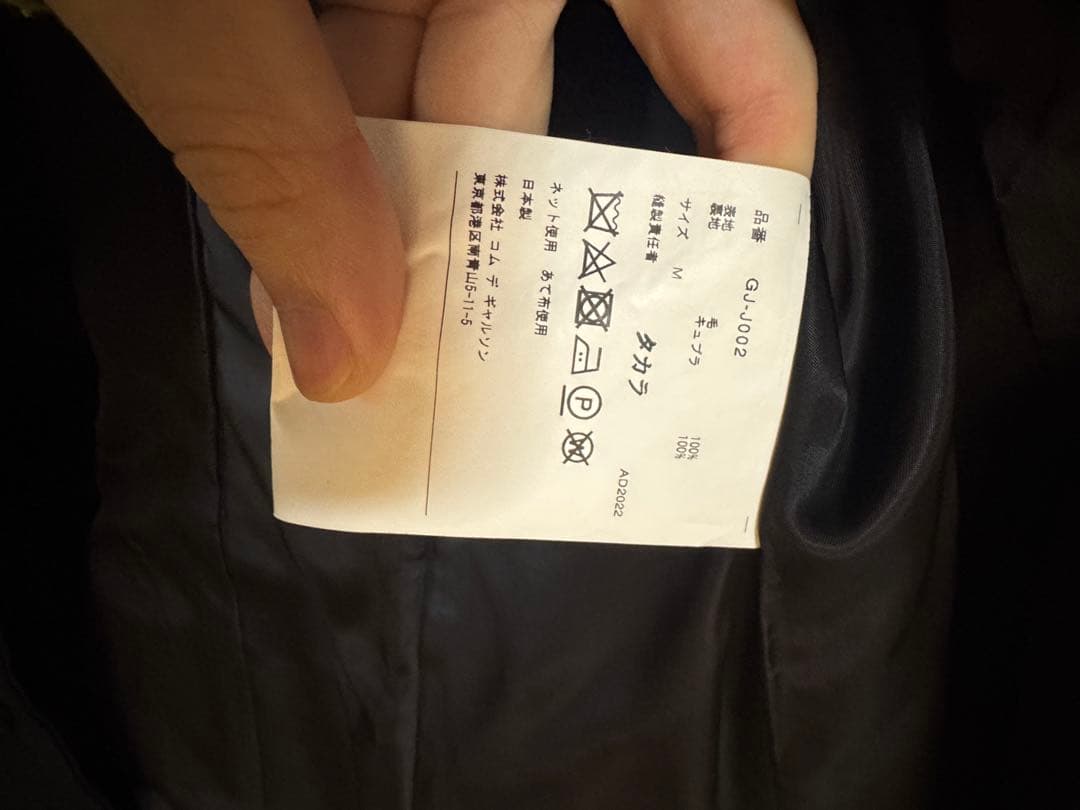 品番 GJ-J002
表地 毛 100%
裏地 キュプラ 100%
サイズ M
縫製責任者 タカラ
AD2022
P
W
ネット使用 あて布使用
日本製
株式会社 コム デ ギャルソン
東京都港区南青山5-11-5